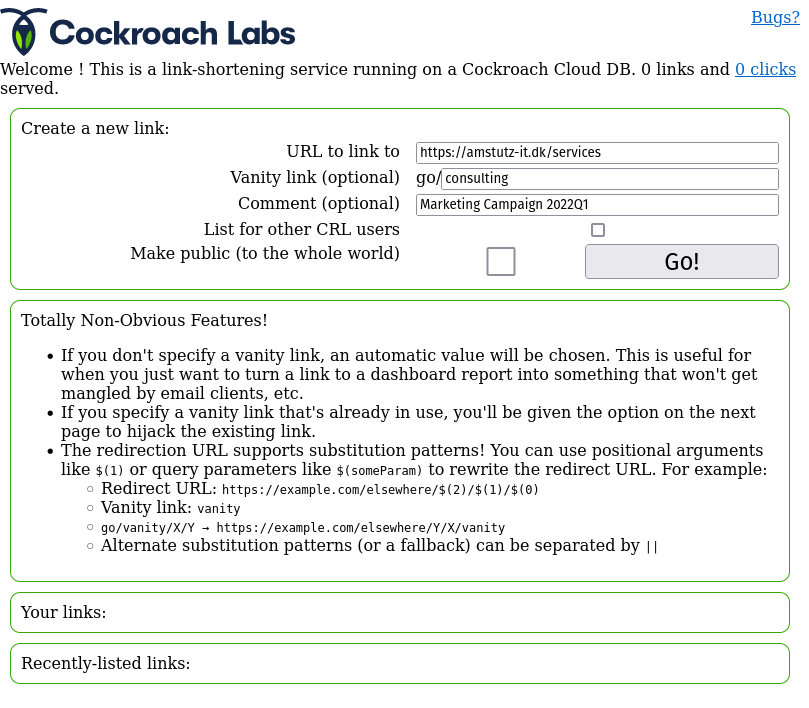 Cockroach Labs
Bugs?
Welcome ! This is a link-shortening service running on a Cockroach Cloud DB. 0 links and 0 clicks
served.
Create a new link:
URL to link to https://amstutz-it.dk/services
Vanity link (optional) go/consulting
Comment (optional) Marketing Campaign 2022Q1
List for other CRL users
Make public (to the whole world) Go!
Totally Non-Obvious Features!
• If you don't specify a vanity link, an automatic value will be chosen. This is useful for
when you just want to turn a link to a dashboard report into something that won't get
mangled by email clients, etc.
• If you specify a vanity link that's already in use, you'll be given the option on the next
page to hijack the existing link.
• The redirection URL supports substitution patterns! You can use positional arguments
like $(1) or query parameters like $(someParam) to rewrite the redirect URL. For example:
◦ Redirect URL: https://example.com/elsewhere/$(2)/$(1)/$(0)
◦ Vanity link: vanity
◦ go/vanity/X/Y → https://example.com/elsewhere/Y/X/vanity
◦ Alternate substitution patterns (or a fallback) can be separated by ||
Your links:
Recently-listed links: